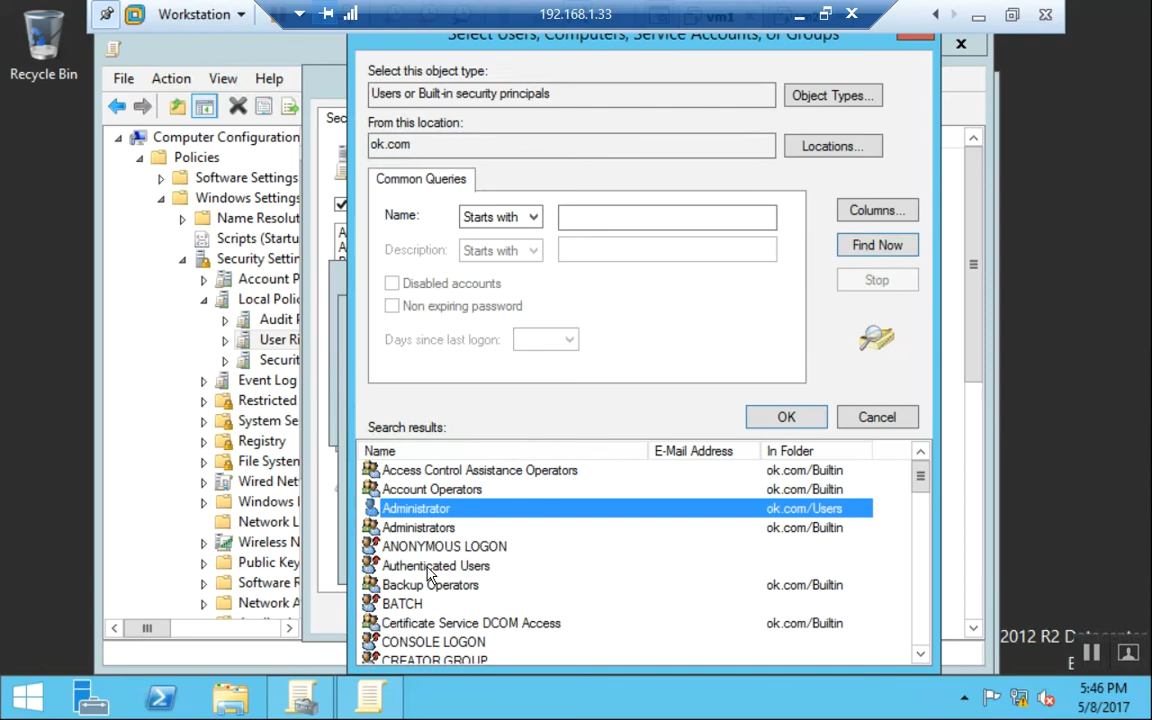 Workstation
192.168.1.33
vm1
Recycle Bin
Select Users, Computers, Service Accounts, or Groups
File Action View Help
Select this object type:
Users or Built-in security principals
Object Types...
From this location:
ok.com
Locations...
Common Queries
Name:
Starts with
Description:
Starts with
Disabled accounts
Non expiring password
Days since last logon:
Columns...
Find Now
Stop
OK
Cancel
Search results:
Name E-Mail Address In Folder
Access Control Assistance Operators ok.com/Builtin
Account Operators ok.com/Builtin
Administrator ok.com/Users
Administrators ok.com/Builtin
ANONYMOUS LOGON
Authenticated Users
Backup Operators ok.com/Builtin
BATCH
Certificate Service DCOM Access ok.com/Builtin
CONSOLE LOGON
CREATOR GROUP
Computer Configuration
Policies
Software Settings
Windows Settings
Name Resolut
Scripts (Startu
Security Settin
Account P
Local Polic
Audit P
User Ri
Securit
Event Log
Restricted
System Se
Registry
File System
Wired Net
Windows
Network L
Wireless N
Public Key
Software R
Network A
Sec
2012 R2 D
5:46 PM
5/8/2017